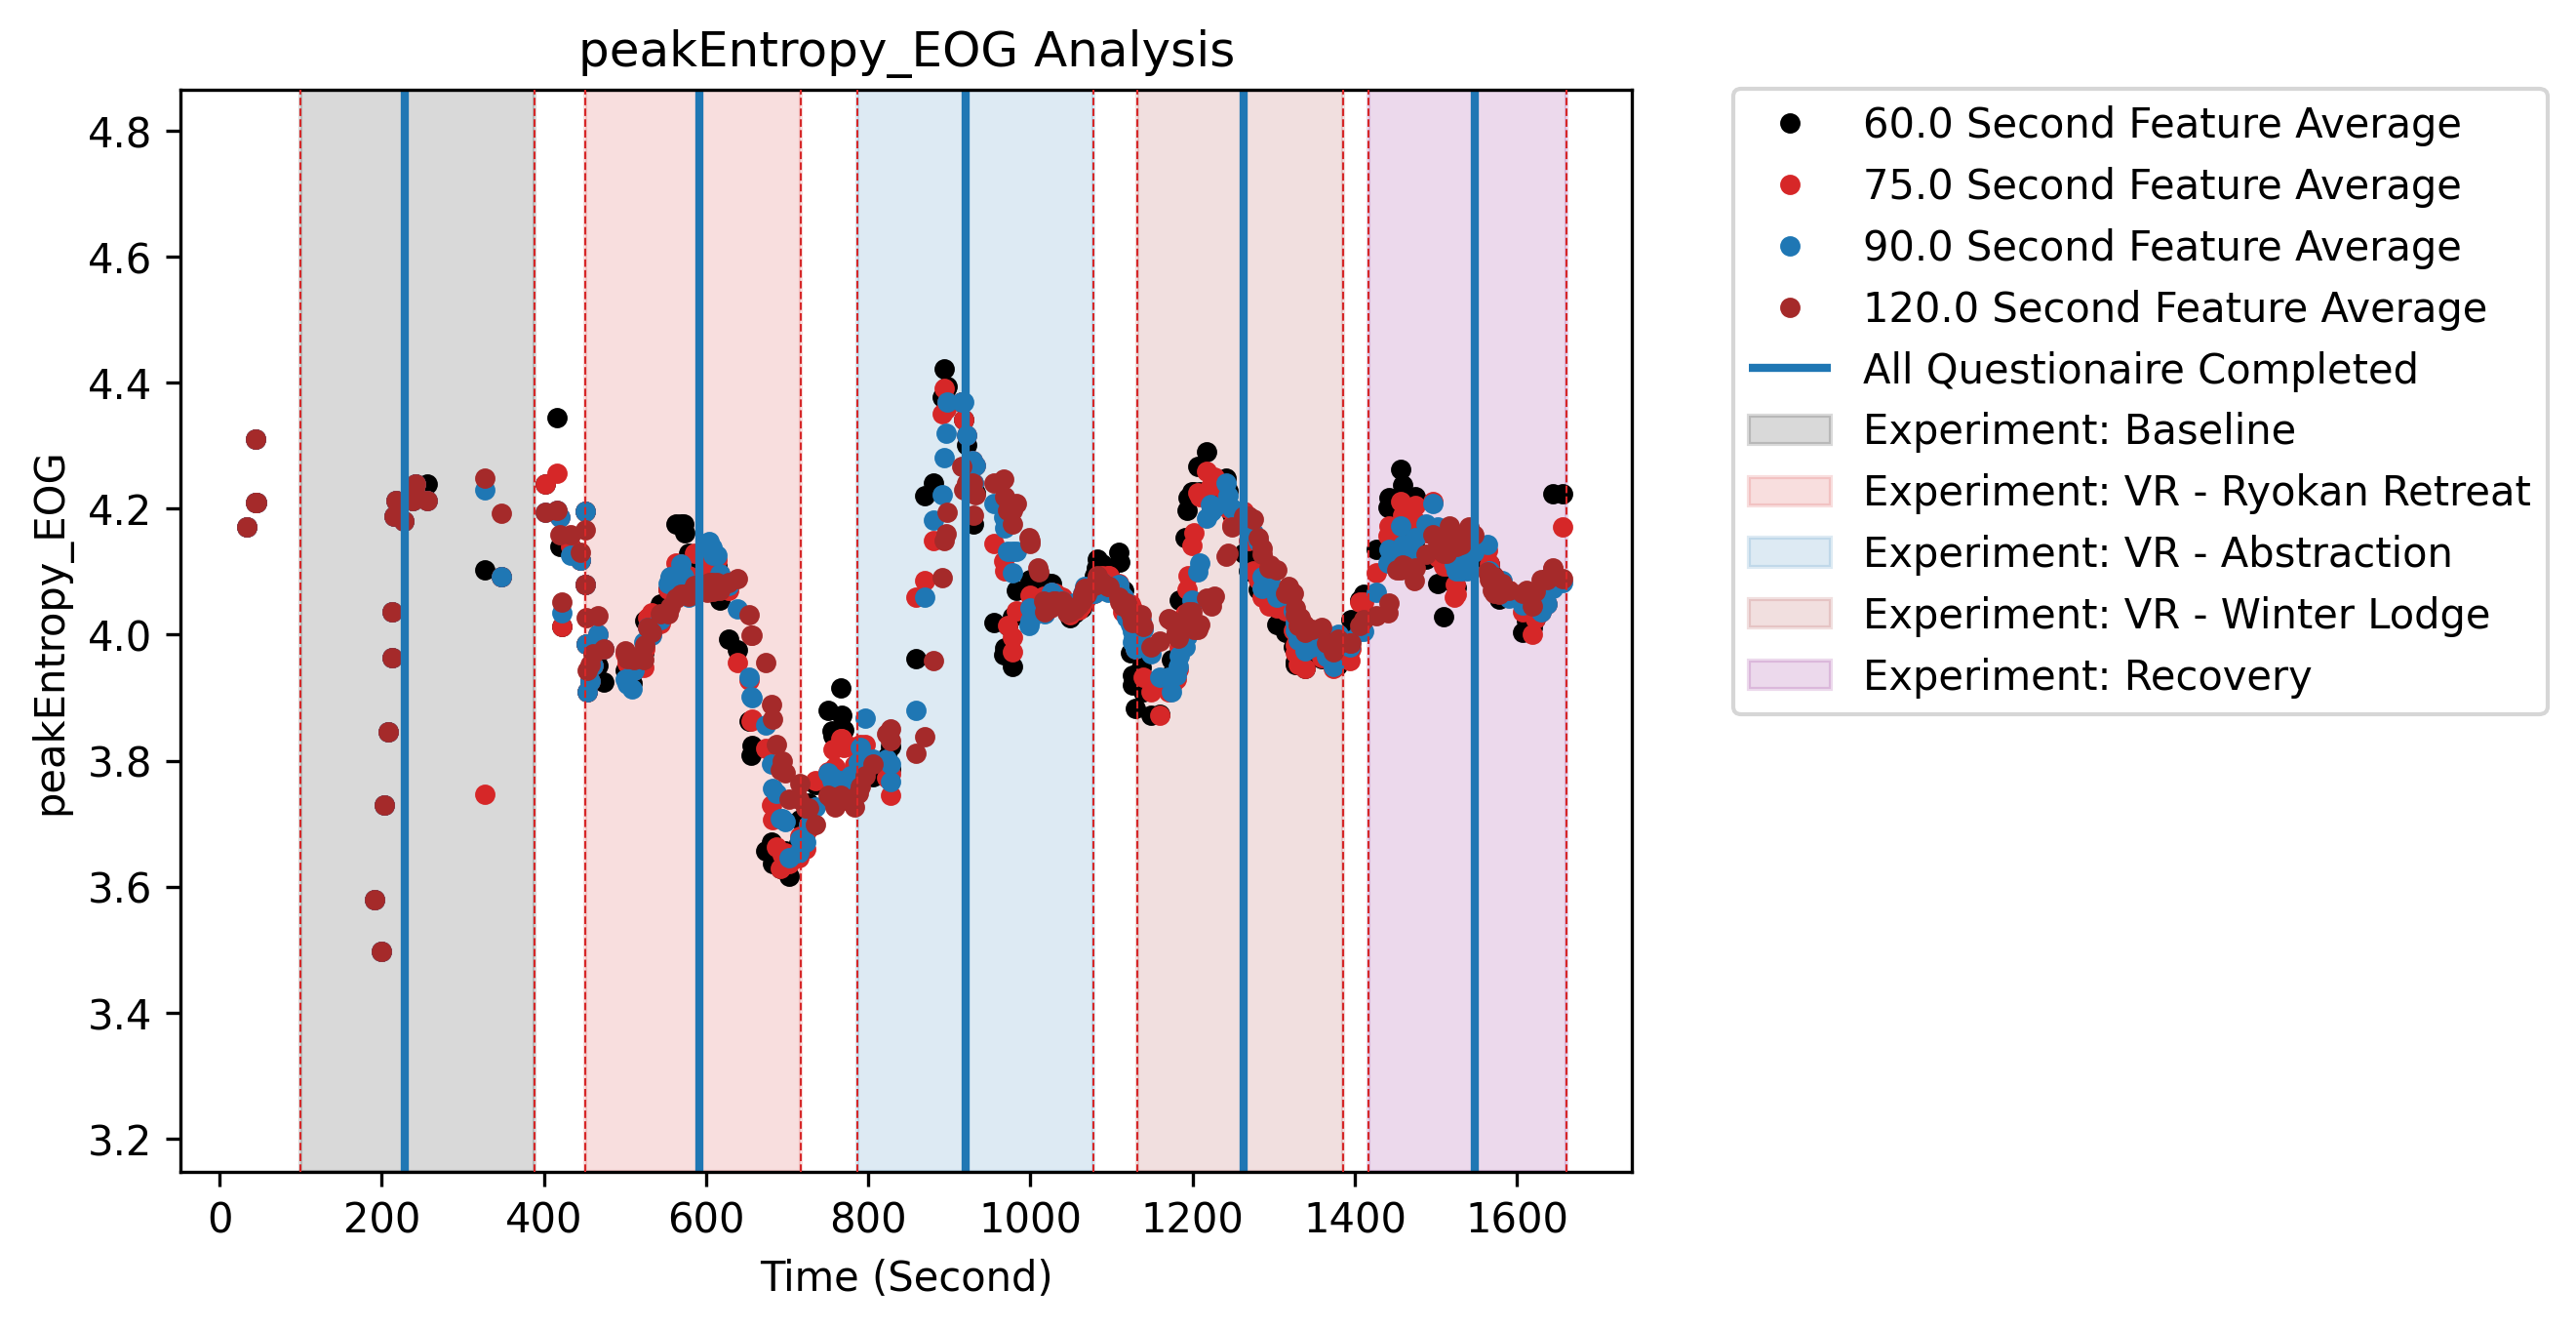 peakEntropy_EOG Analysis
4.8
4.6
4.4
4.2
4.0
3.8
3.6
3.4
3.2
peakEntropy_EOG
0 200 400 600 800 1000 1200 1400 1600
Time (Second)
60.0 Second Feature Average
75.0 Second Feature Average
90.0 Second Feature Average
120.0 Second Feature Average
All Questionaire Completed
Experiment: Baseline
Experiment: VR - Ryokan Retreat
Experiment: VR - Abstraction
Experiment: VR - Winter Lodge
Experiment: Recovery